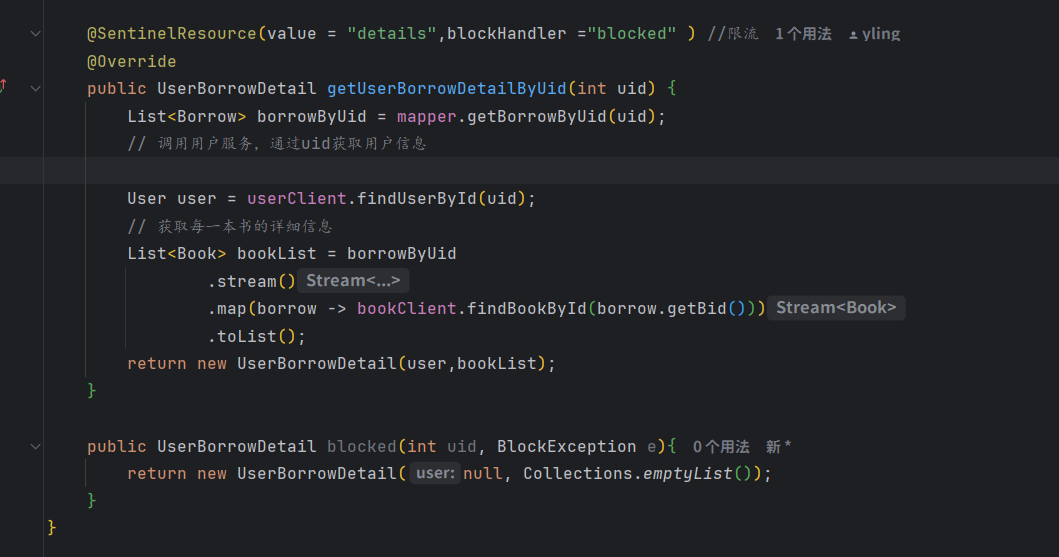 @SentinelResource(value = "details",blockHandler ="blocked" ) //限流 1个用法 yling
@Override
public UserBorrowDetail getUserBorrowDetailByUid(int uid) {
List<Borrow> borrowByUid = mapper.getBorrowByUid(uid);
// 调用用户服务，通过uid获取用户信息
User user = userClient.findUserById(uid);
// 获取每一本书的详细信息
List<Book> bookList = borrowByUid
.stream() Stream<...>
.map(borrow -> bookClient.findBookById(borrow.getBid())) Stream<Book>
.toList();
return new UserBorrowDetail(user,bookList);
}
public UserBorrowDetail blocked(int uid, BlockException e){ 0个用法 新*
return new UserBorrowDetail( user: null, Collections.emptyList());
}
}